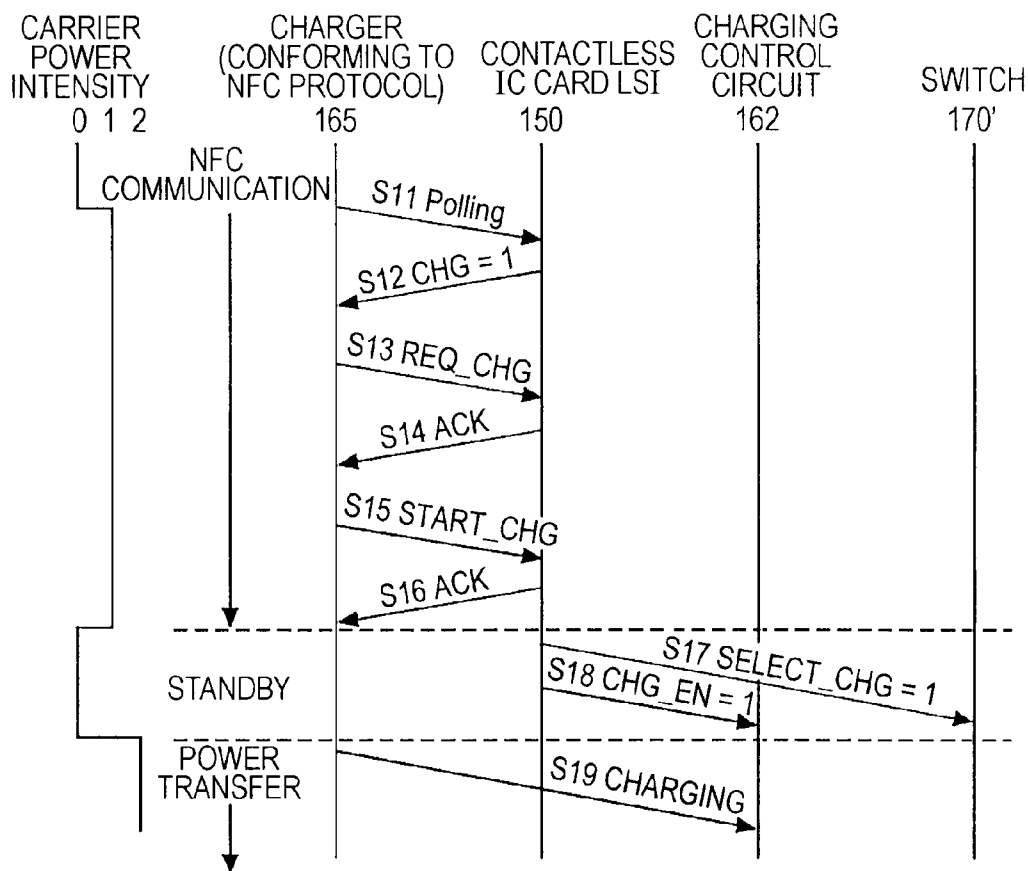 CARRIER
POWER
INTENSITY
0 1 2
CHARGER
(CONFORMING TO
NFC PROTOCOL)
165
CONTACTLESS
IC CARD LSI
150
CHARGING
CONTROL
CIRCUIT
162
SWITCH
170'
NFC
COMMUNICATION
S11 Polling
S12 CHG = 1
S13 REQ_CHG
S14 ACK
S15 START_CHG
S16 ACK
STANDBY
S17 SELECT_CHG = 1
S18 CHG_EN = 1
POWER
TRANSFER
S19 CHARGING